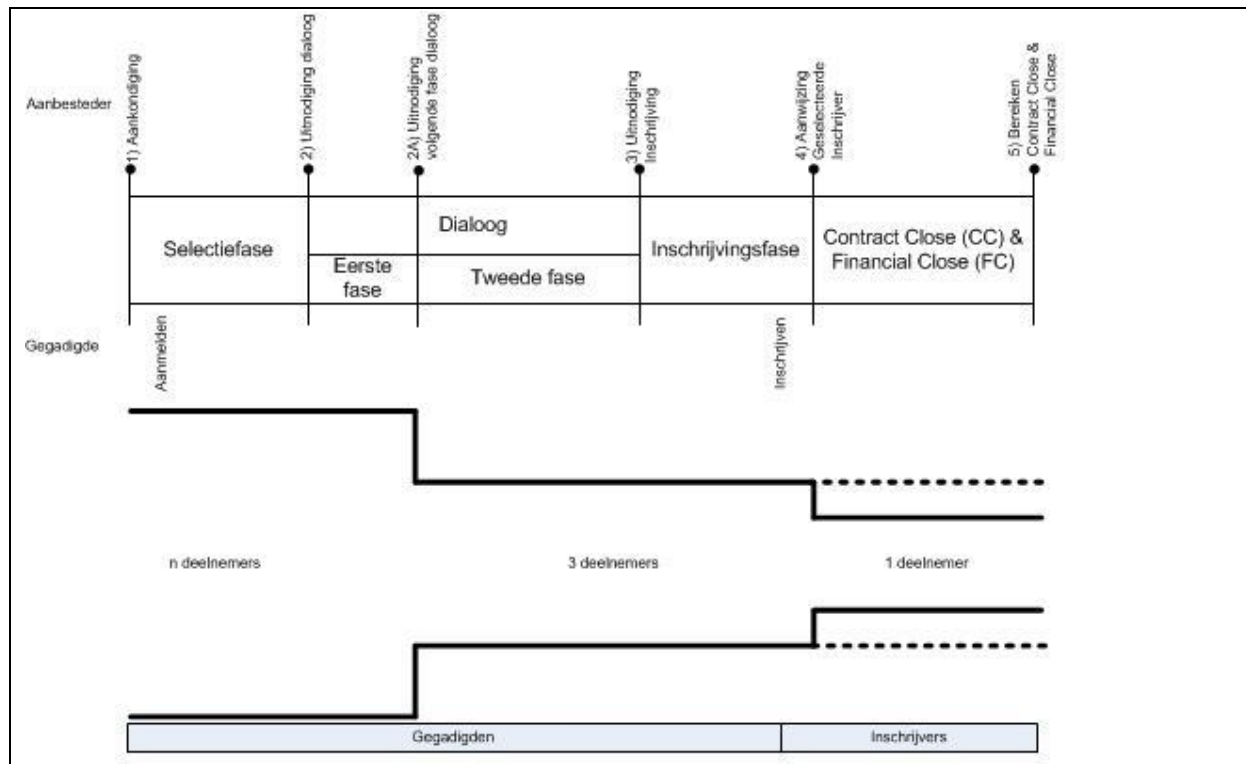 Aanbesteder
1) Aankondiging
2) Uitnodiging dialoog
2A) Uitnodiging
volgende fase dialoog
3) Uitnodiging
Inschrijving
4) Aanwijzing
Geselecteerde
Inschrijver
5) Bereiken
Contract Close &
Financial Close
Selectiefase
Dialoog
Eerste
fase
Tweede fase
Inschrijvingsfase
Contract Close (CC) &
Financial Close (FC)
Gegadigde
Aanmelden
Inschrijven
n deelnemers
3 deelnemers
1 deelnemer
Gegadigden
Inschrijvers